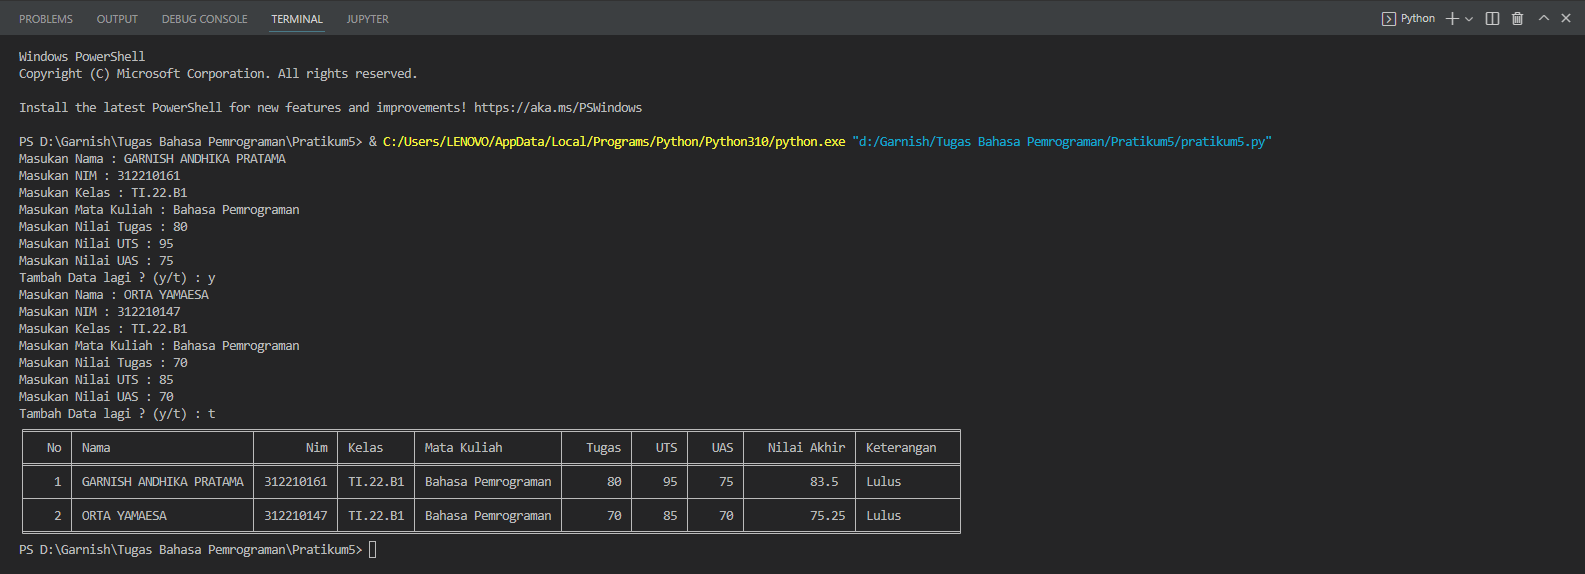 PROBLEMS OUTPUT DEBUG CONSOLE TERMINAL JUPYTER Python
Windows PowerShell
Copyright (C) Microsoft Corporation. All rights reserved.
Install the latest PowerShell for new features and improvements! https://aka.ms/PSWindows
PS D:\Garnish\Tugas Bahasa Pemrograman\Pratikum5> & C:/Users/LENOVO/AppData/Local/Programs/Python/Python310/python.exe "d:/Garnish/Tugas Bahasa Pemrograman/Pratikum5/pratikum5.py"
Masukan Nama : GARNISH ANDHIKA PRATAMA
Masukan NIM : 312210161
Masukan Kelas : TI.22.B1
Masukan Mata Kuliah : Bahasa Pemrograman
Masukan Nilai Tugas : 80
Masukan Nilai UTS : 95
Masukan Nilai UAS : 75
Tambah Data lagi ? (y/t) : y
Masukan Nama : ORTA YAMAESA
Masukan NIM : 312210147
Masukan Kelas : TI.22.B1
Masukan Mata Kuliah : Bahasa Pemrograman
Masukan Nilai Tugas : 70
Masukan Nilai UTS : 85
Masukan Nilai UAS : 70
Tambah Data lagi ? (y/t) : t
No Nama Nim Kelas Mata Kuliah Tugas UTS UAS Nilai Akhir Keterangan
1 GARNISH ANDHIKA PRATAMA 312210161 TI.22.B1 Bahasa Pemrograman 80 95 75 83.5 Lulus
2 ORTA YAMAESA 312210147 TI.22.B1 Bahasa Pemrograman 70 85 70 75.25 Lulus
PS D:\Garnish\Tugas Bahasa Pemrograman\Pratikum5>